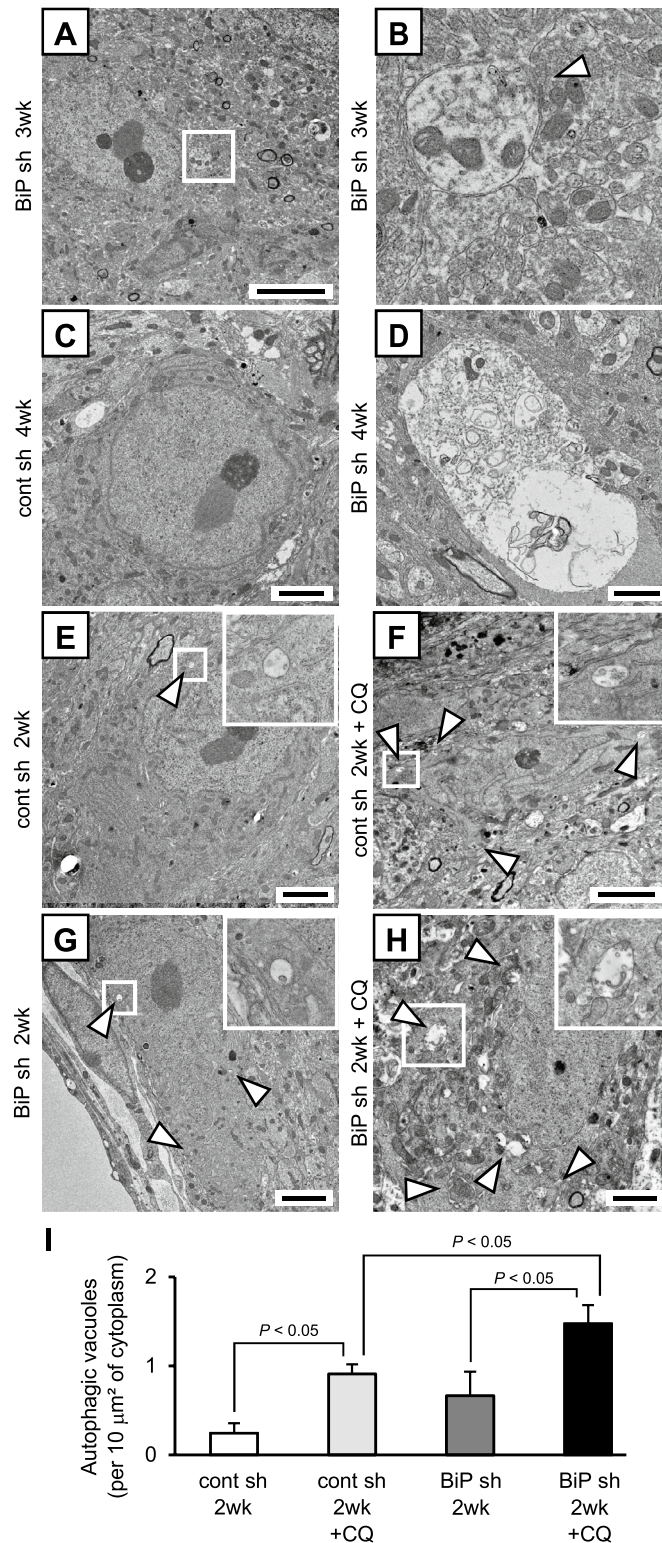 A
BiP sh 3wk
B
BiP sh 3wk
C
cont sh 4wk
D
BiP sh 4wk
E
cont sh 2wk
F
cont sh 2wk + CQ
G
BiP sh 2wk
H
BiP sh 2wk + CQ
I
Autophagic vacuoles
(per 10 μm² of cytoplasm)
2
1
0
P < 0.05
P < 0.05
P < 0.05
cont sh
2wk
cont sh
2wk
+CQ
BiP sh
2wk
BiP sh
2wk
+CQ